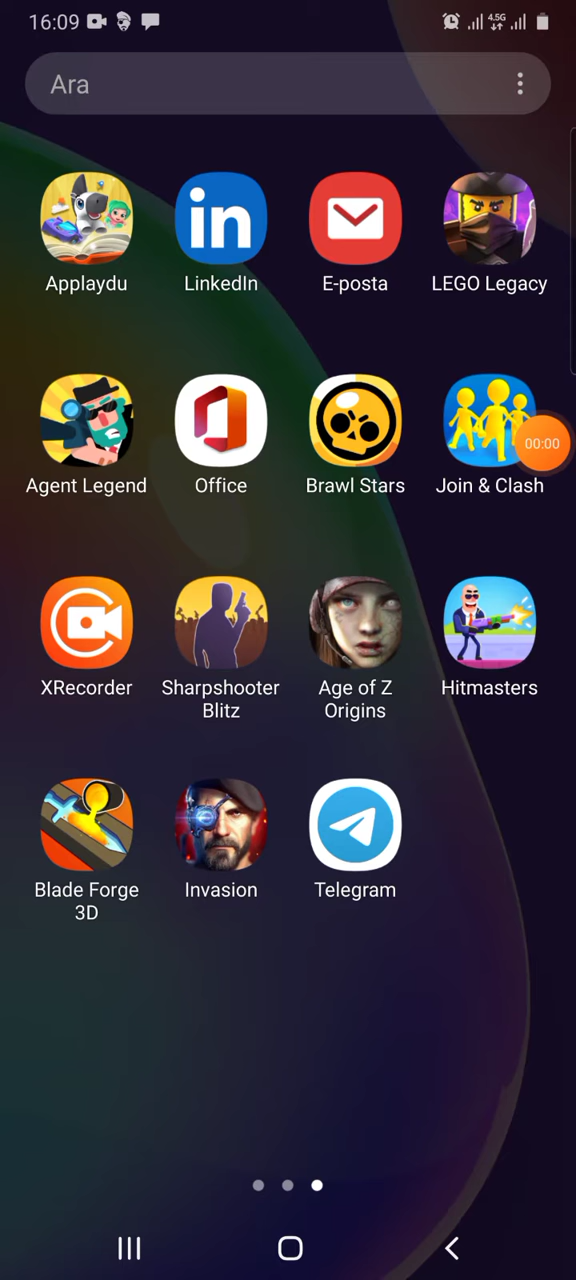 16:09
4.5G
Ara
in
Applaydu
LinkedIn
E-posta
LEGO Legacy
00:00
Agent Legend
Office
Brawl Stars
Join & Clash
XRecorder
Sharpshooter
Blitz
Age of Z
Origins
Hitmasters
Blade Forge
3D
Invasion
Telegram